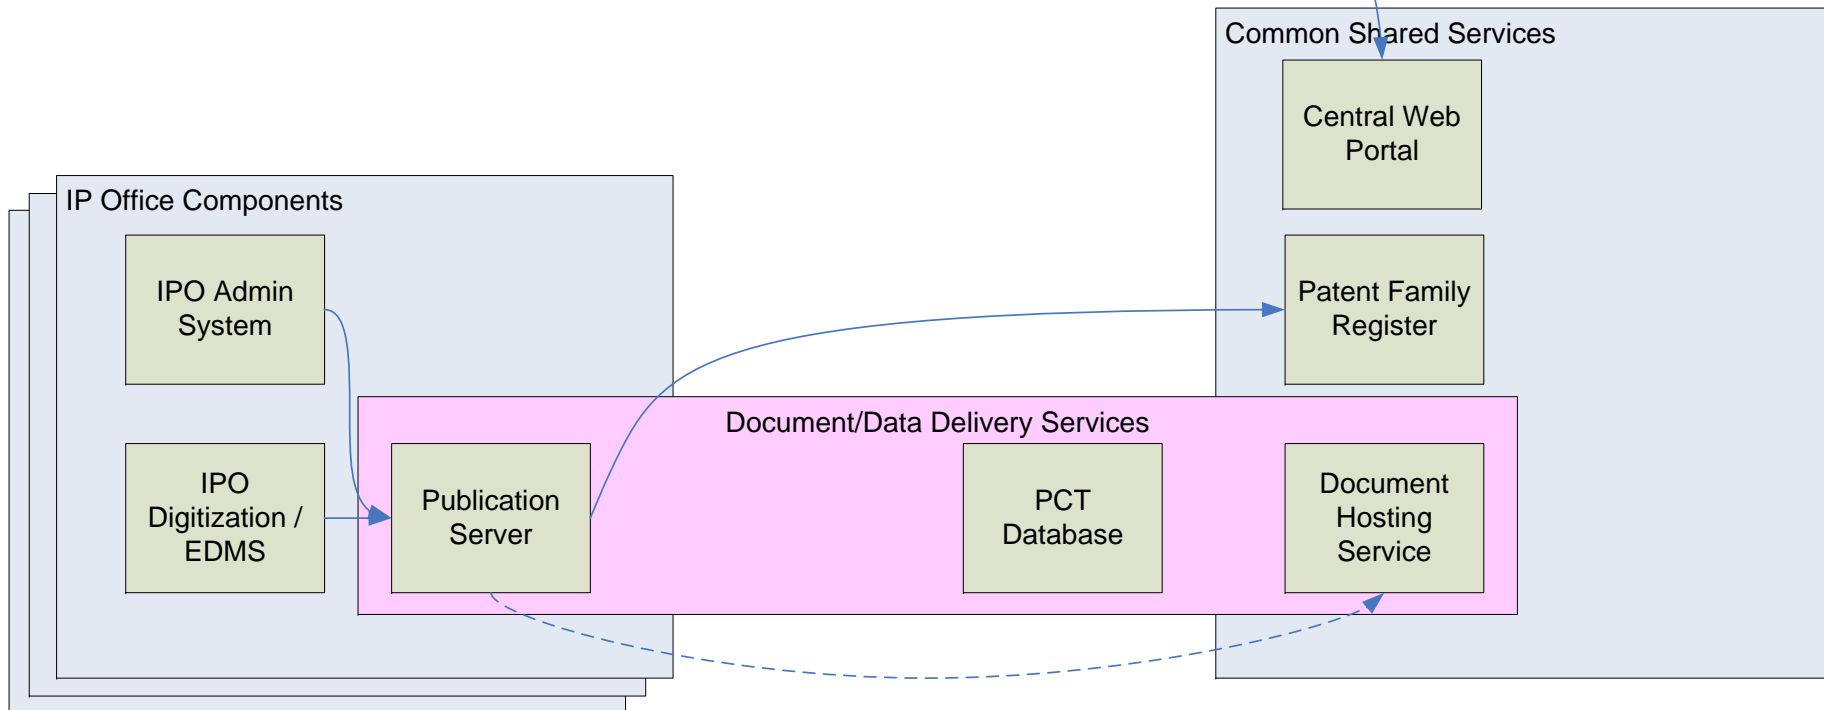 Common Shared Services
Central Web
Portal
IP Office Components
IPO Admin
System
Patent Family
Register
Document/Data Delivery Services
IPO
Digitization /
EDMS
Publication
Server
PCT
Database
Document
Hosting
Service